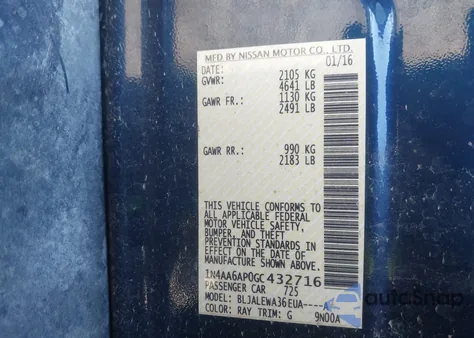 MFD BY NISSAN MOTOR CO., LTD.
DATE: 01/16
GVWR: 2105 KG
4641 LB
GAWR FR.: 1130 KG
2491 LB
GAWR RR.: 990 KG
2183 LB
THIS VEHICLE CONFORMS TO
ALL APPLICABLE FEDERAL
MOTOR VEHICLE SAFETY,
BUMPER, AND THEFT
PREVENTION STANDARDS IN
EFFECT ON THE DATE OF
MANUFACTURE SHOWN ABOVE.
1N4AA6AP0GC432716
PASSENGER CAR 725
MODEL: BLJALEWA36EUA----A
COLOR: RAY TRIM: G 9N00A
autoSnap